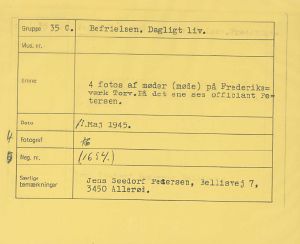 Gruppe 35 C. Befrielsen, Dagligt liv.
Mus. nr.
Emne
4 fotos af møder (møde) på Frederiks-
værk Torv. På det ene ses officiant Pe-
tersen.
Dato Maj 1945.
4 Fotograf
5 Neg. nr. (1684.)
Særlige bemærkninger
Jens Seedorf Pedersen, Bellisvej 7,
3450 Allerød.